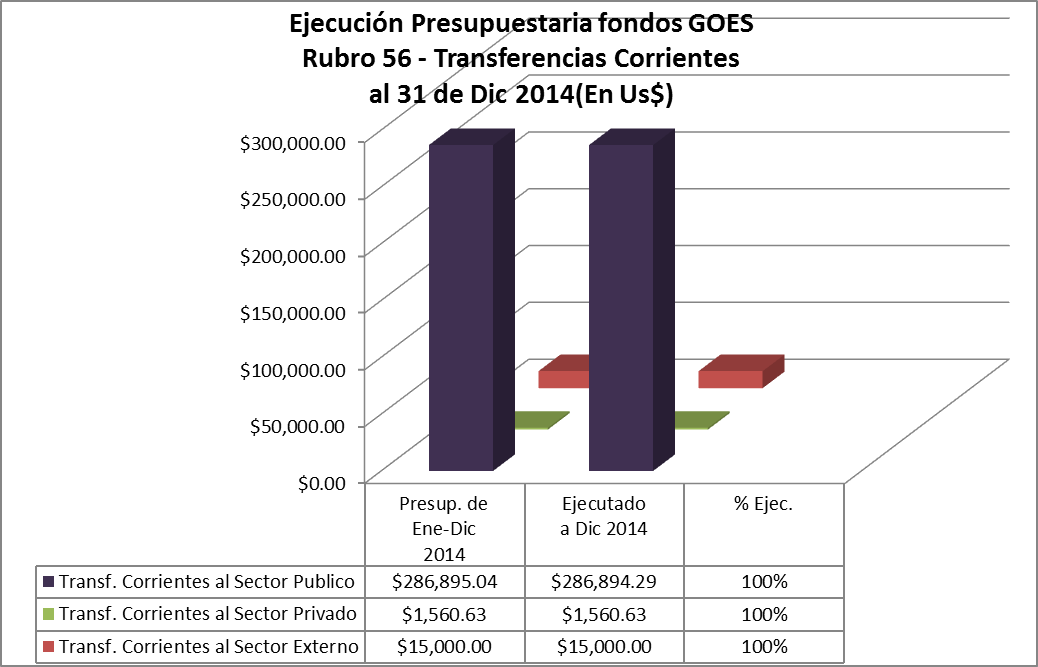 Ejecución Presupuestaria fondos GOES
Rubro 56 - Transferencias Corrientes
al 31 de Dic 2014(En Us$)
$300,000.00
$250,000.00
$200,000.00
$150,000.00
$100,000.00
$50,000.00
$0.00
Presup. de
Ene-Dic
2014
Ejecutado
a Dic 2014
% Ejec.
Transf. Corrientes al Sector Publico $286,895.04 $286,894.29 100%
Transf. Corrientes al Sector Privado $1,560.63 $1,560.63 100%
Transf. Corrientes al Sector Externo $15,000.00 $15,000.00 100%